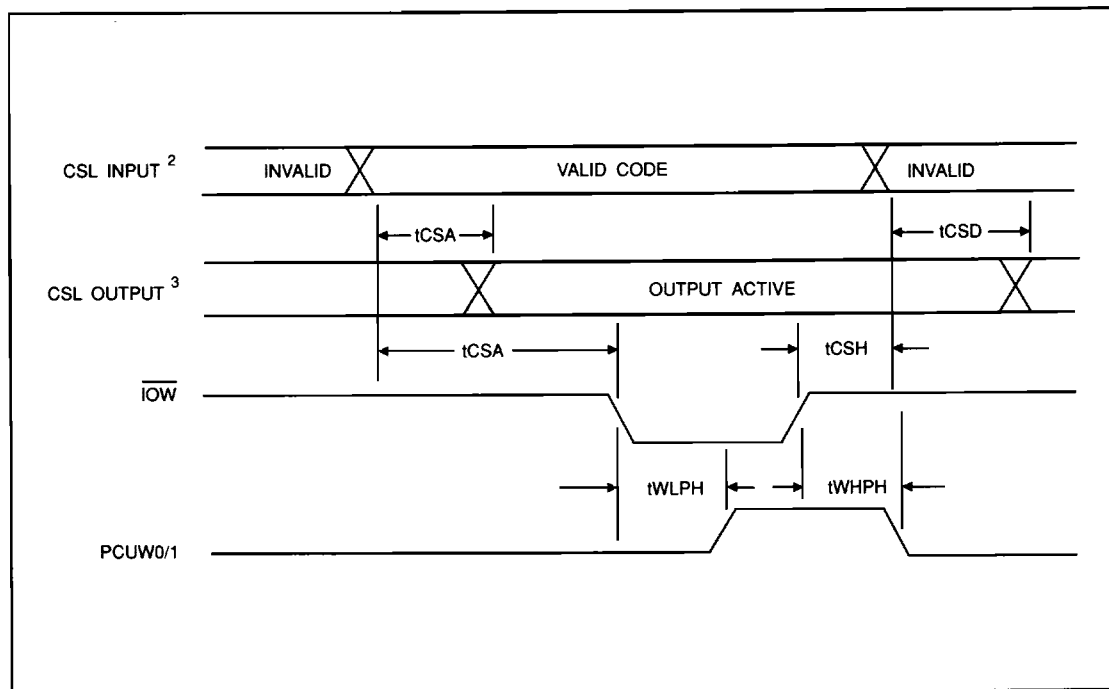 CSL INPUT 2 INVALID VALID CODE INVALID
tCSA tCSD
CSL OUTPUT 3 OUTPUT ACTIVE
tCSA tCSH
IOW
tWLPH tWHPH
PCUW0/1